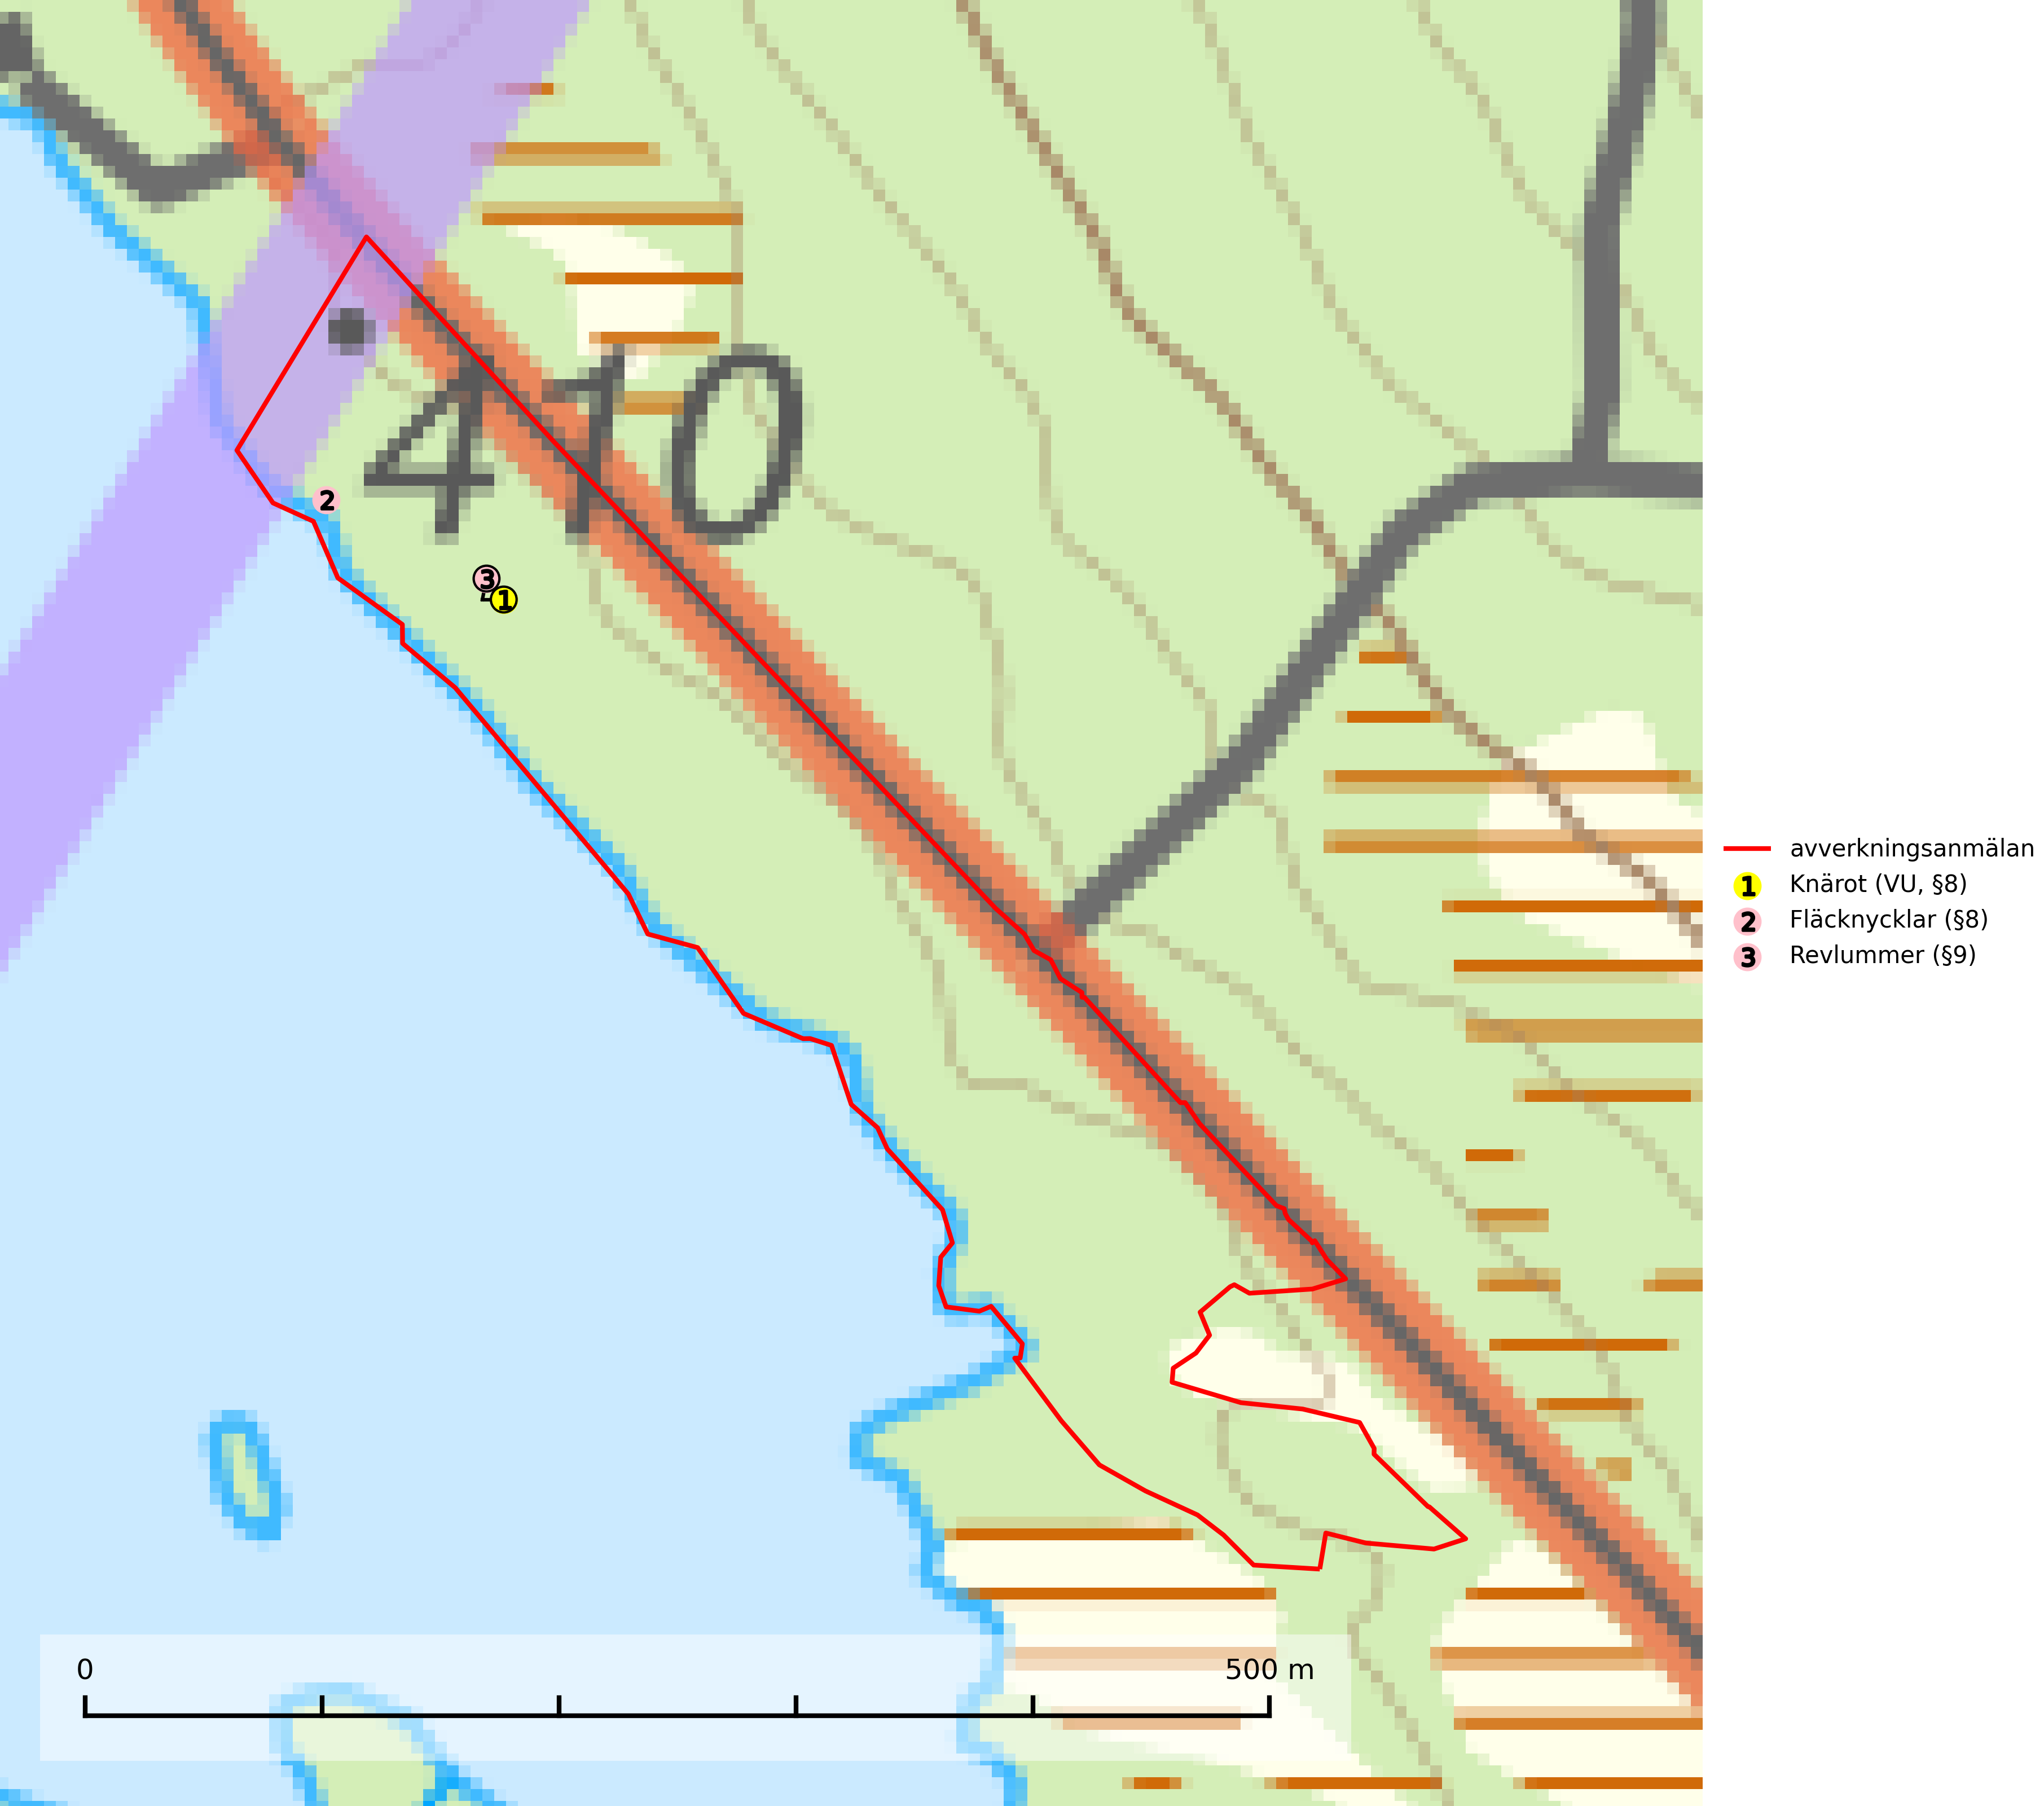 410
2
3
1
avverkningsanmälan
1 Knärot (VU, §8)
2 Fläcknycklar (§8)
3 Revlummer (§9)
0 500 m